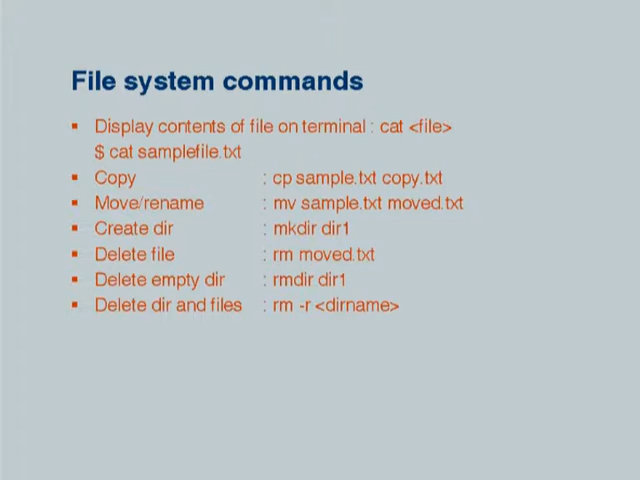 File system commands
▪ Display contents of file on terminal : cat <file>
$ cat samplefile.txt
▪ Copy : cp sample.txt copy.txt
▪ Move/rename : mv sample.txt moved.txt
▪ Create dir : mkdir dir1
▪ Delete file : rm moved.txt
▪ Delete empty dir : rmdir dir1
▪ Delete dir and files : rm -r <dirname>